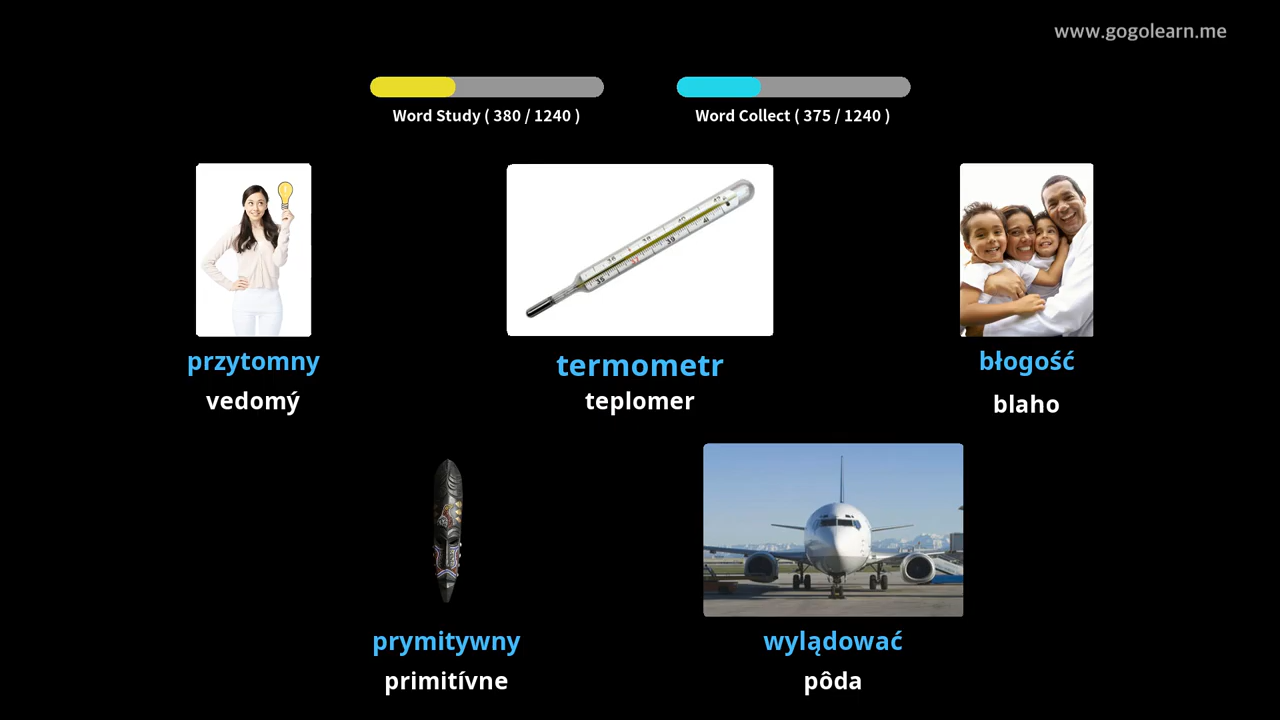 www.gogolearn.me
Word Study ( 380 / 1240 )
Word Collect ( 375 / 1240 )
przytomny
vedomý
termometr
teplomer
błogość
blaho
prymitywny
primitívne
wylądować
pôda